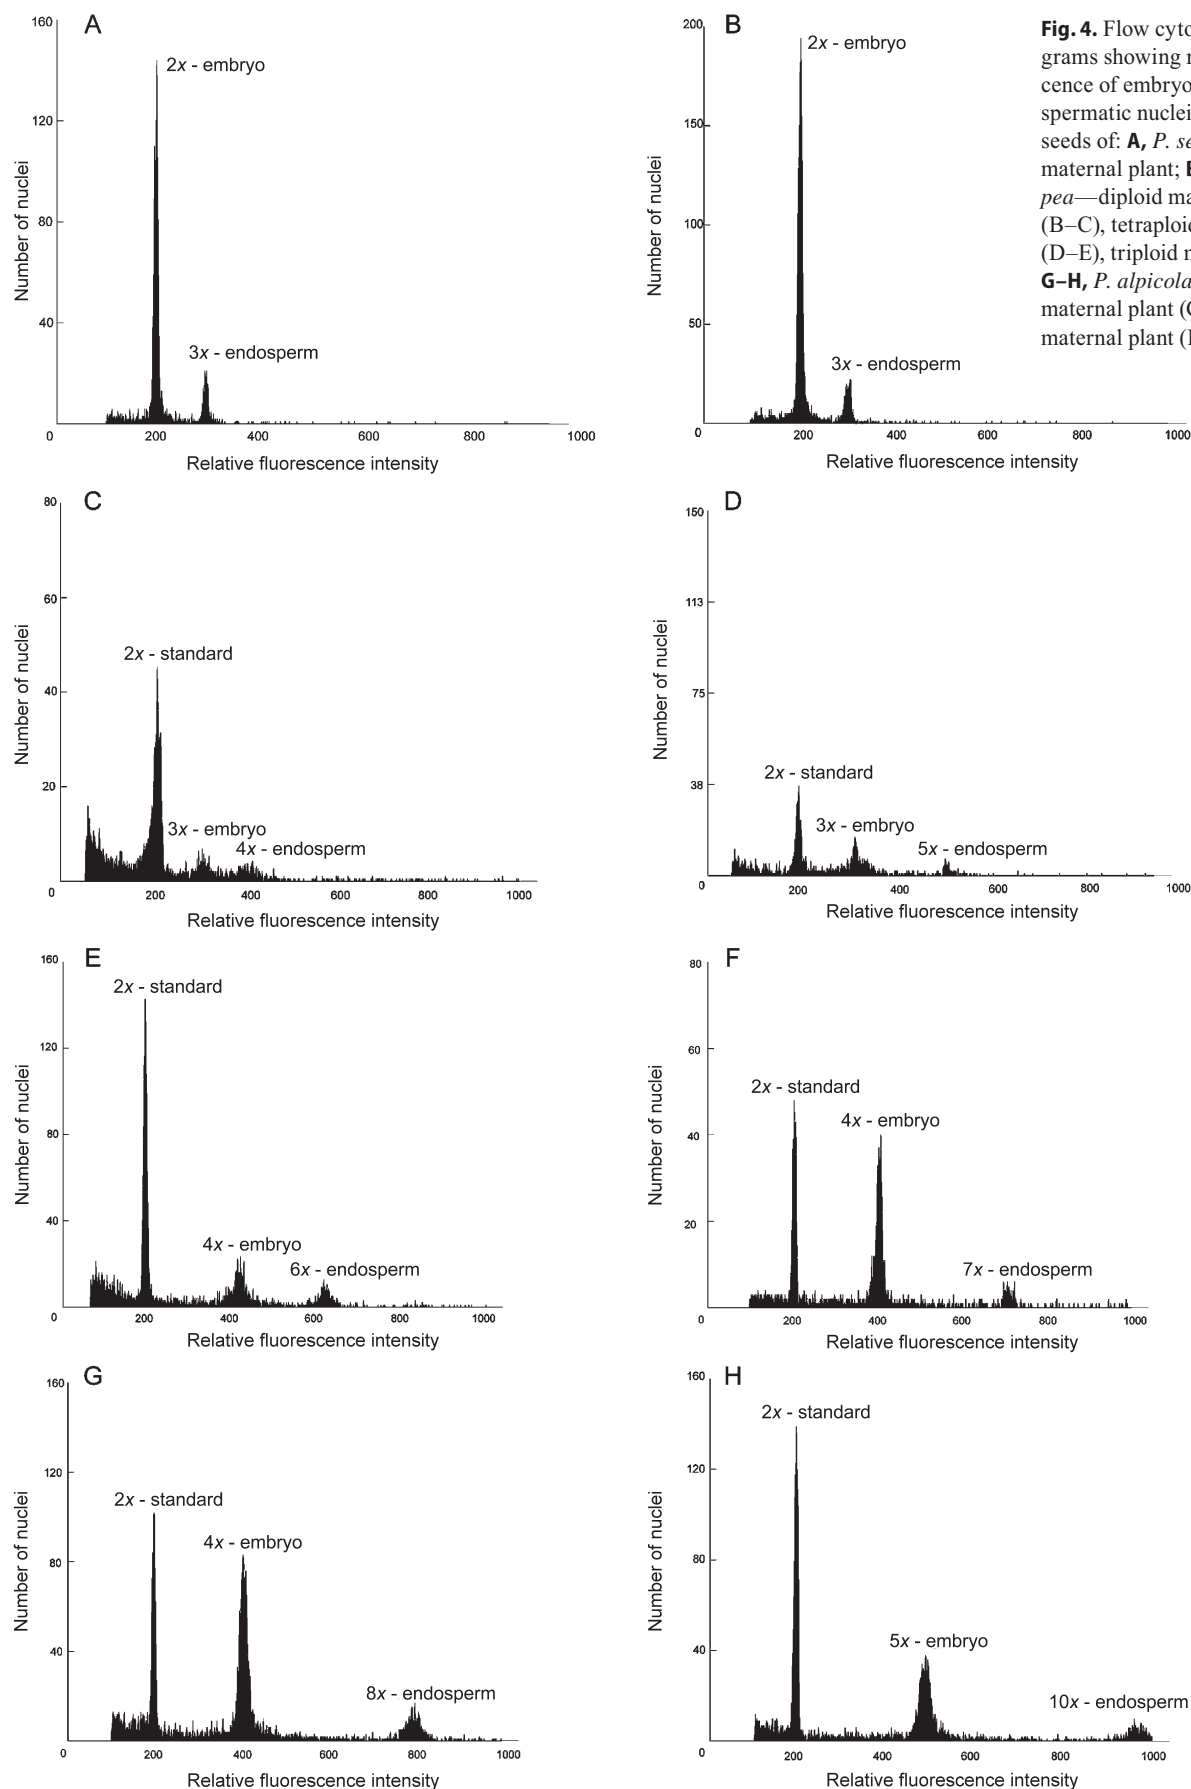 A
160
120
80
40
0
200
400
600
800
1000
Number of nuclei
Relative fluorescence intensity
2x - embryo
3x - endosperm
B
200
150
100
50
0
200
400
600
800
1000
Number of nuclei
Relative fluorescence intensity
2x - embryo
3x - endosperm
Fig. 4. Flow cyto
grams showing r
cence of embryo
spermatic nuclei
seeds of: A, P. se
maternal plant;
pea—diploid ma
(B–C), tetraploid
(D–E), triploid m
G–H, P. alpicola
maternal plant
maternal plant
C
80
60
40
20
0
200
400
600
800
1000
Number of nuclei
Relative fluorescence intensity
2x - standard
3x - embryo
4x - endosperm
D
150
113
75
38
0
200
400
600
800
1000
Number of nuclei
Relative fluorescence intensity
2x - standard
3x - embryo
5x - endosperm
E
160
120
80
40
0
200
400
600
800
1000
Number of nuclei
Relative fluorescence intensity
2x - standard
4x - embryo
6x - endosperm
F
80
60
40
20
0
200
400
600
800
1000
Number of nuclei
Relative fluorescence intensity
2x - standard
4x - embryo
7x - endosperm
G
160
120
80
40
0
200
400
600
800
1000
Number of nuclei
Relative fluorescence intensity
2x - standard
4x - embryo
8x - endosperm
H
160
120
80
40
0
200
400
600
800
1000
Number of nuclei
Relative fluorescence intensity
2x - standard
5x - embryo
10x - endosperm